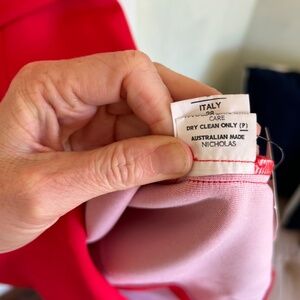 ITALY
CARE
DRY CLEAN ONLY (P)
AUSTRALIAN MADE
NICHOLAS